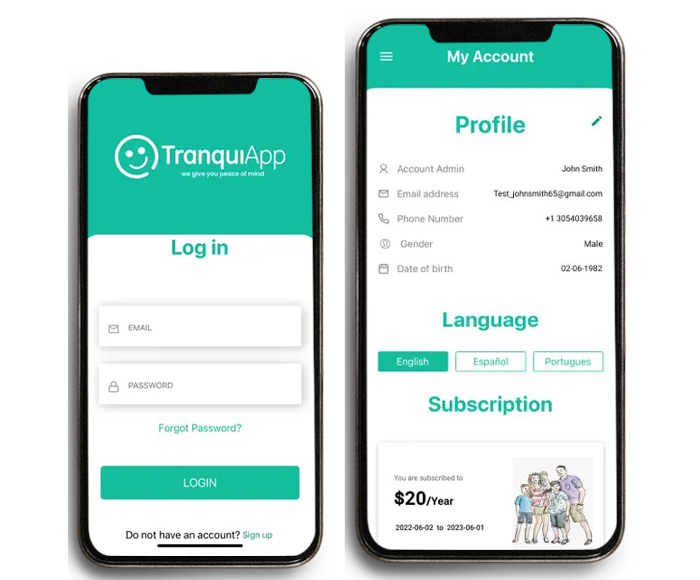 TranquiApp
we give you peace of mind
Log in
EMAIL
PASSWORD
Forgot Password?
LOGIN
Do not have an account? Sign up
My Account
Profile
Account Admin John Smith
Email address Test_johnsmith65@gmail.com
Phone Number +1 3054039658
Gender Male
Date of birth 02-06-1982
Language
English Español Portugues
Subscription
You are subscribed to
$20/Year
2022-06-02 to 2023-06-01